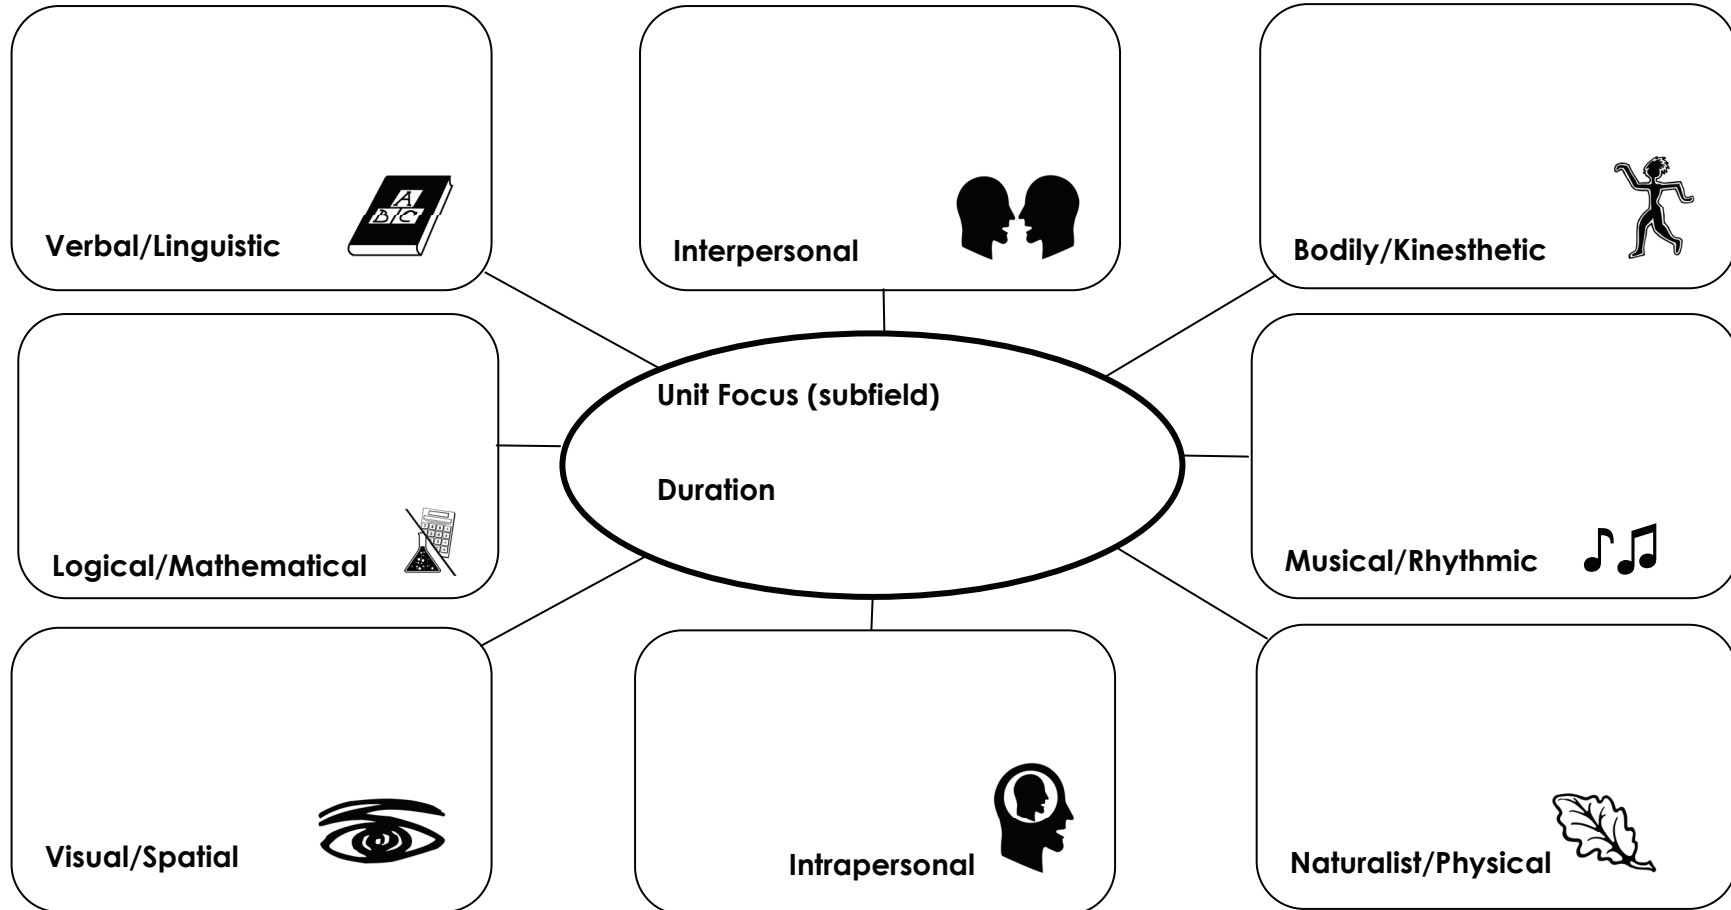 A
B C
Verbal/Linguistic
Interpersonal
Bodily/Kinesthetic
Unit Focus (subfield)
Duration
Logical/Mathematical
Musical/Rhythmic
Visual/Spatial
Intrapersonal
Naturalist/Physical